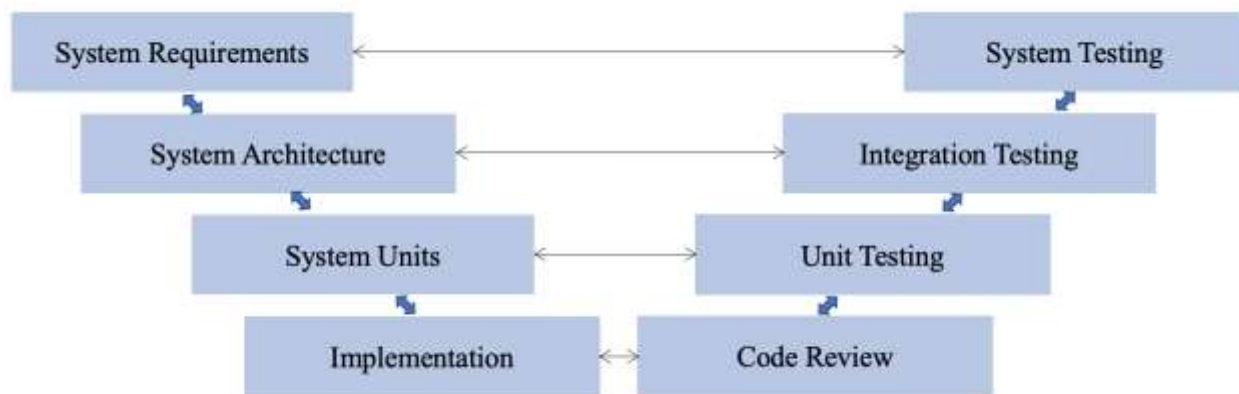 System Requirements
System Testing
System Architecture
Integration Testing
System Units
Unit Testing
Implementation
Code Review